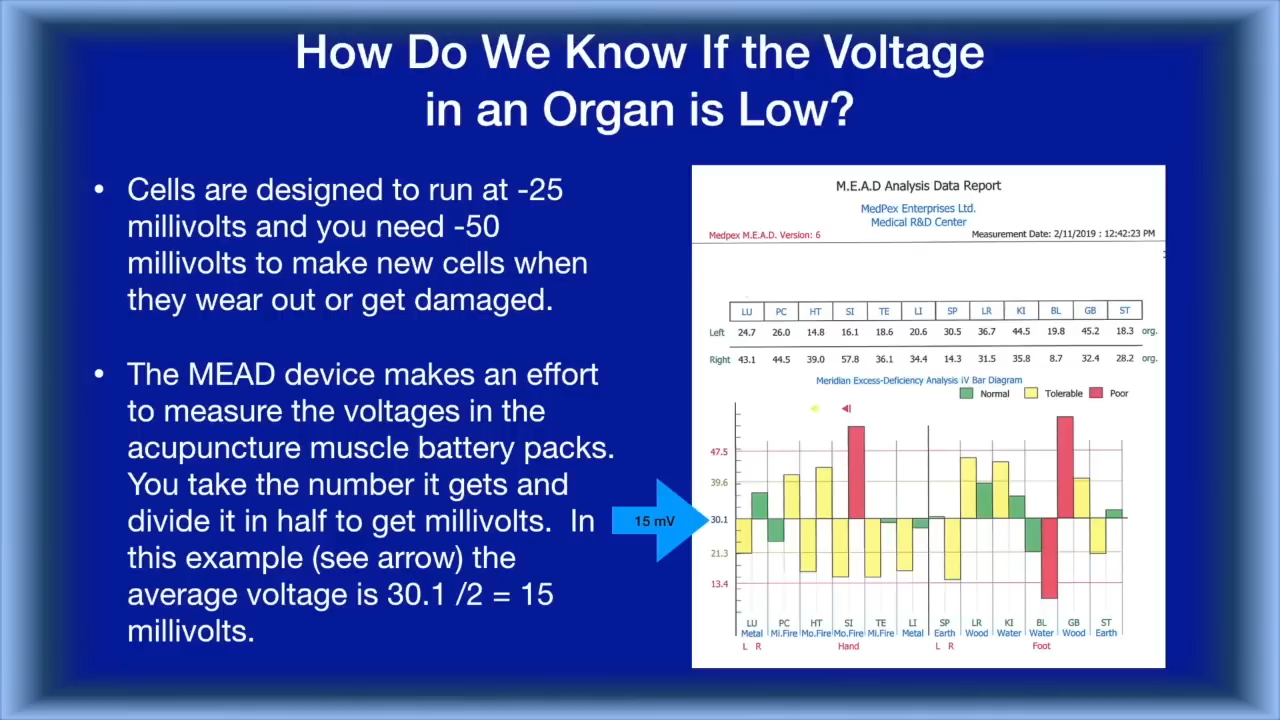 How Do We Know If the Voltage
in an Organ is Low?
• Cells are designed to run at -25
millivolts and you need -50
millivolts to make new cells when
they wear out or get damaged.
• The MEAD device makes an effort
to measure the voltages in the
acupuncture muscle battery packs.
You take the number it gets and
divide it in half to get millivolts. In
this example (see arrow) the
average voltage is 30.1 /2 = 15
millivolts.
15 mV
M.E.A.D Analysis Data Report
MedPex Enterprises Ltd.
Medical R&D Center
Medpex M.E.A.D. Version: 6 Measurement Date: 2/11/2019 : 12:42:23 PM
LU PC HT SI TE LI SP LR KI BL GB ST
Left 24.7 26.0 14.8 16.1 18.6 20.6 30.5 36.7 44.5 19.8 45.2 18.3 org.
Right 43.1 44.5 39.0 57.8 36.1 34.4 14.3 31.5 35.8 8.7 32.4 28.2 org.
Meridian Excess-Deficiency Analysis iV Bar Diagram
Normal Tolerable Poor
47.5
39.6
30.1
21.3
13.4
LU PC HT SI TE LI SP LR KI BL GB ST
Metal Mi.Fire Mo.Fire Mo.Fire Mi.Fire Metal Earth Wood Water Water Wood Earth
L R Hand L R Foot